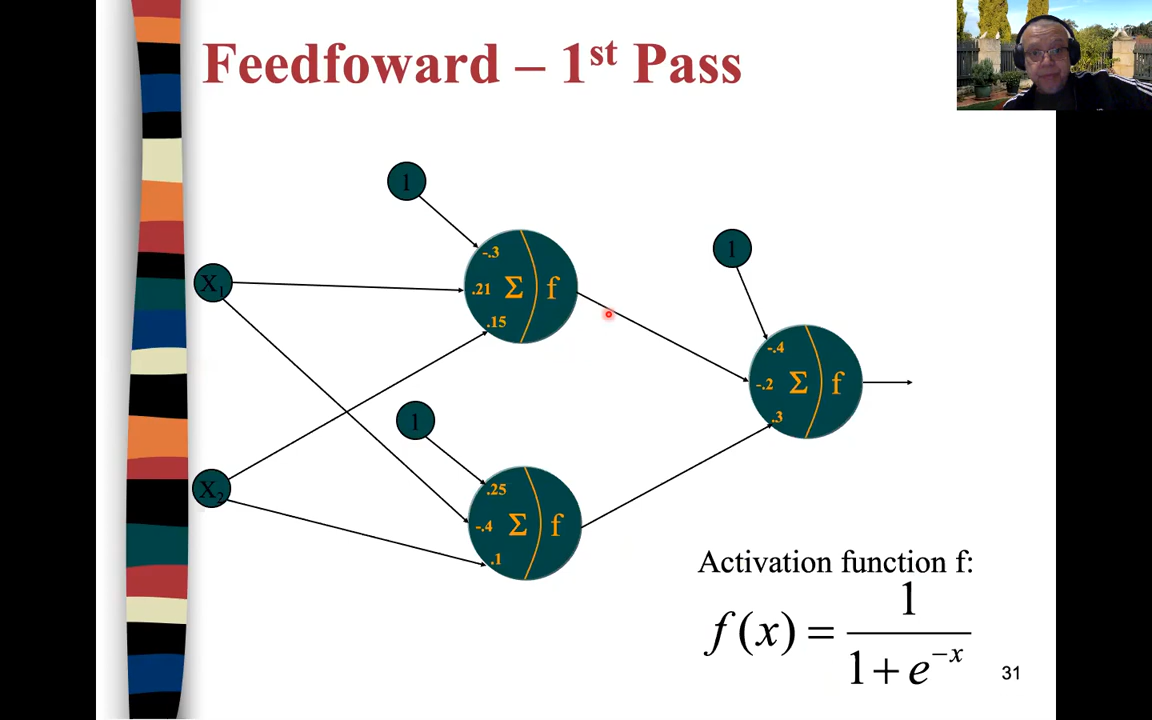 Feedfoward – 1st Pass
1
-.3
1
X1
.21 Σ f
.15
-.4
-.2 Σ f
.3
1
X2
.25
-.4 Σ f
.1
Activation function f:
f(x) = 1 / 1 + e^−x
31